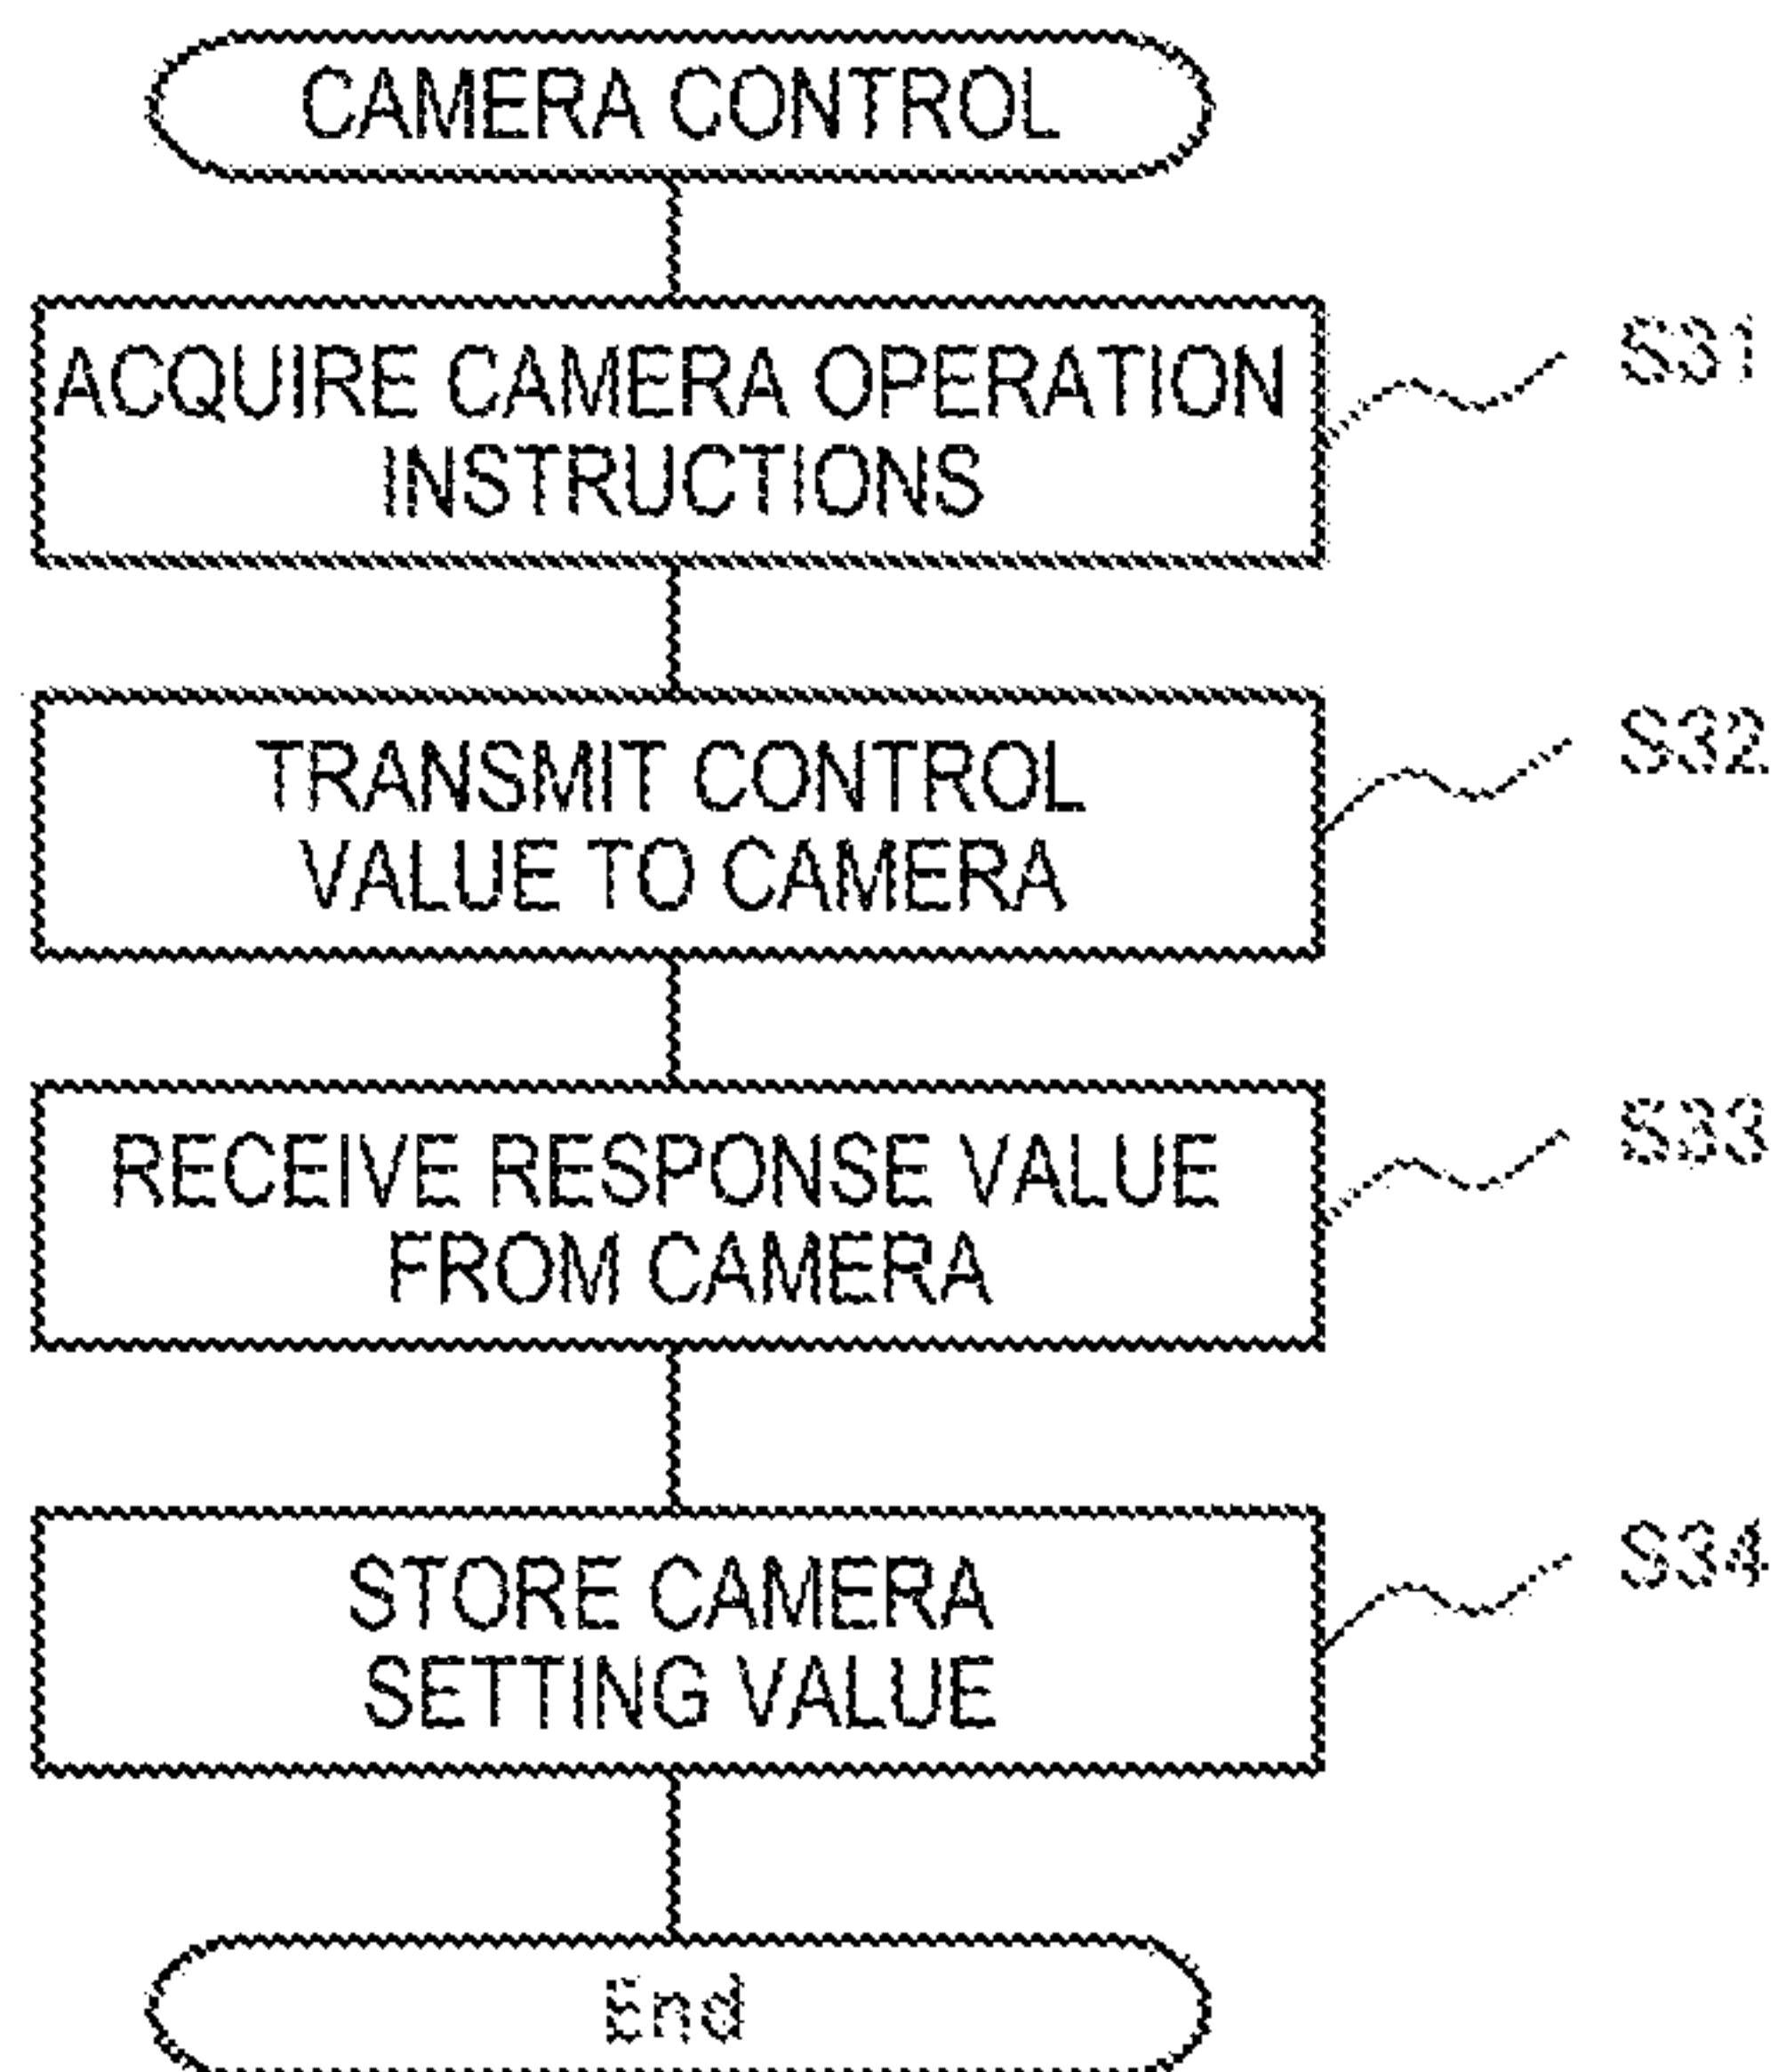 CAMERA CONTROL
ACQUIRE CAMERA OPERATION
INSTRUCTIONS
S31
TRANSMIT CONTROL
VALUE TO CAMERA
S32
RECEIVE RESPONSE VALUE
FROM CAMERA
S33
STORE CAMERA
SETTING VALUE
S34
End